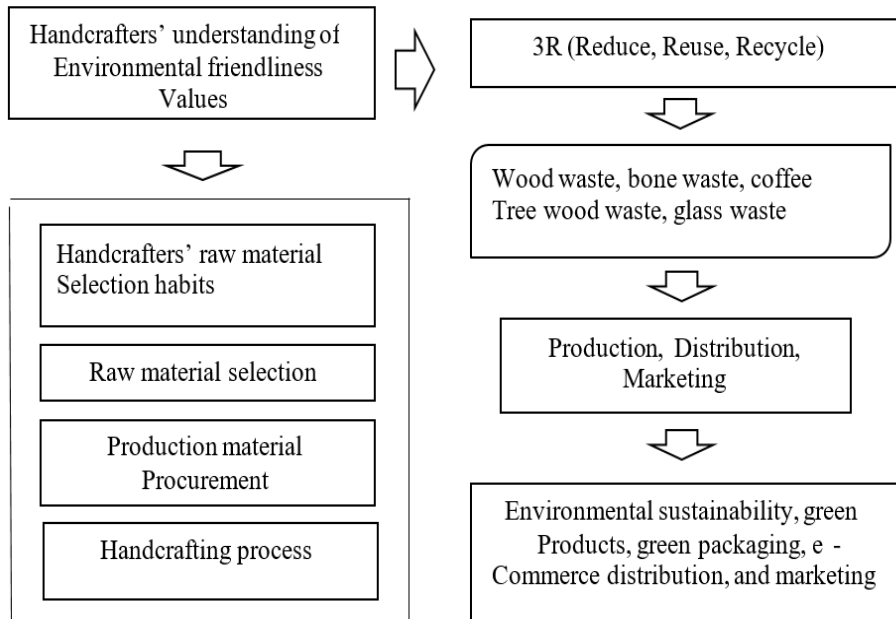 Handcrafters' understanding of
Environmental friendliness
Values
3R (Reduce, Reuse, Recycle)
Wood waste, bone waste, coffee
Tree wood waste, glass waste
Handcrafters' raw material
Selection habits
Raw material selection
Production material
Procurement
Handcrafting process
Production, Distribution,
Marketing
Environmental sustainability, green
Products, green packaging, e -
Commerce distribution, and marketing